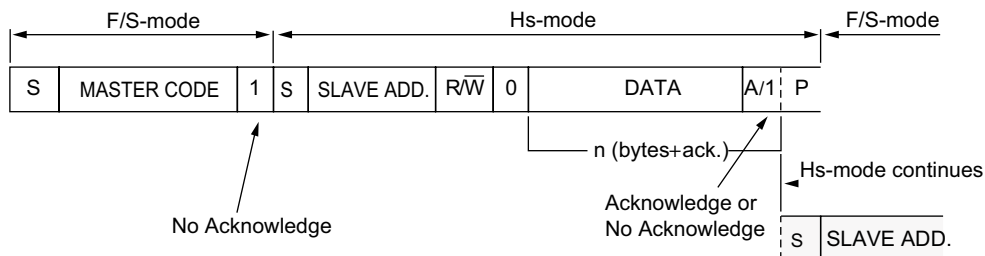 F/S-mode Hs-mode F/S-mode
S MASTER CODE 1 S SLAVE ADD. R/W̅ 0 DATA A/1 P
n (bytes+ack.)
Hs-mode continues
No Acknowledge
Acknowledge or
No Acknowledge
S SLAVE ADD.